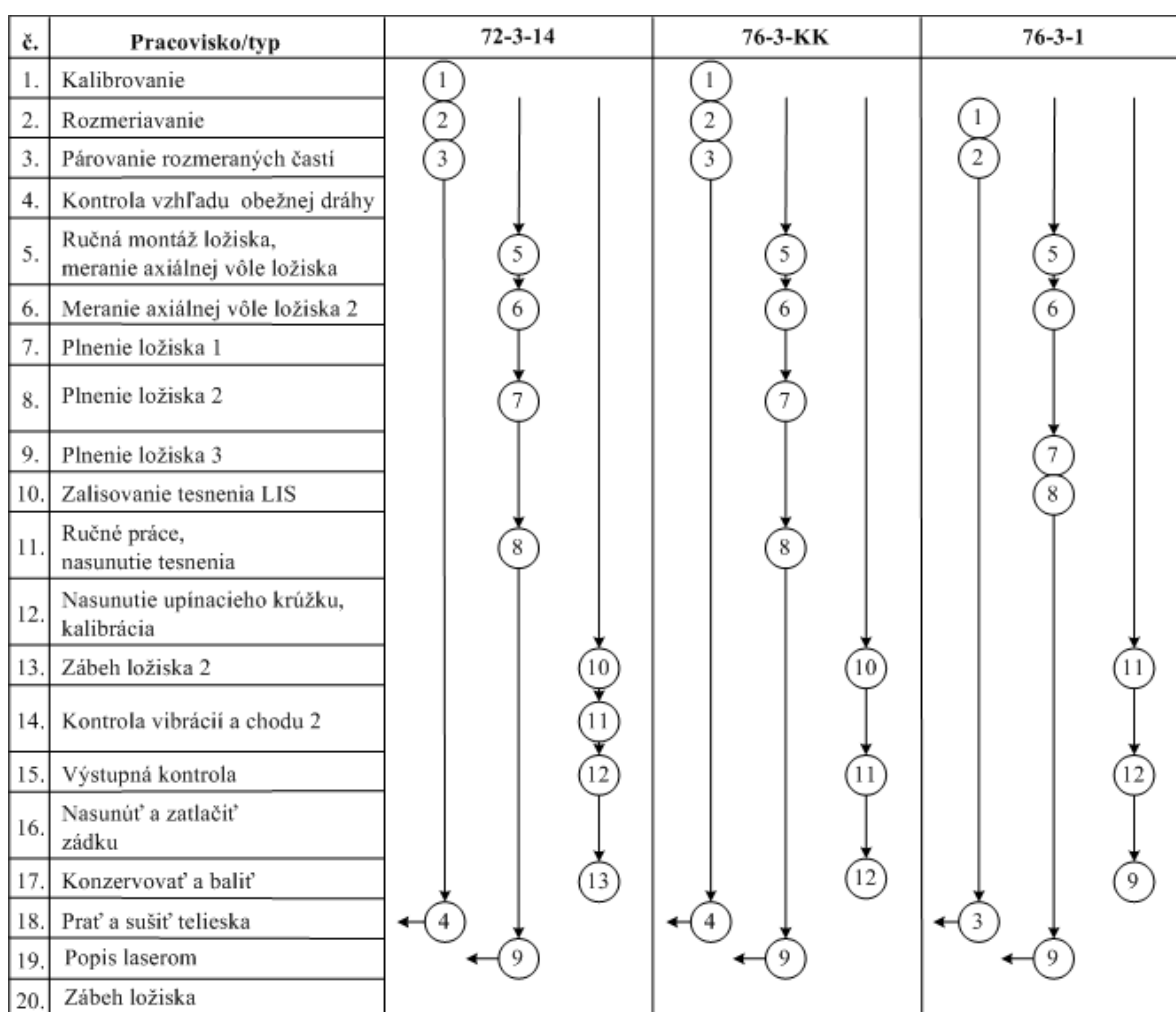 č. Pracovisko/typ 72-3-14 76-3-KK 76-3-1
1. Kalibrovanie 1 1
2. Rozmeriavanie 2 2 1
3. Párovanie rozmeraných častí 3 3 2
4. Kontrola vzhľadu obežnej dráhy
5. Ručná montáž ložiska,
meranie axiálnej vôle ložiska 5 5 5
6. Meranie axiálnej vôle ložiska 2 6 6 6
7. Plnenie ložiska 1
8. Plnenie ložiska 2 7 7
9. Plnenie ložiska 3 7
10. Zalisovanie tesnenia LIS 8
11. Ručné práce,
nasunutie tesnenia 8 8
12. Nasunutie upínacieho krúžku,
kalibrácia
13. Zábeh ložiska 2 10 10 11
14. Kontrola vibrácií a chodu 2 11
15. Výstupná kontrola 12 11 12
16. Nasunúť a zatlačiť
zádku
17. Konzervovať a baliť 13 12 9
18. Prať a sušiť telieska 4 4 3
19. Popis laserom 9 9 9
20. Zábeh ložiska